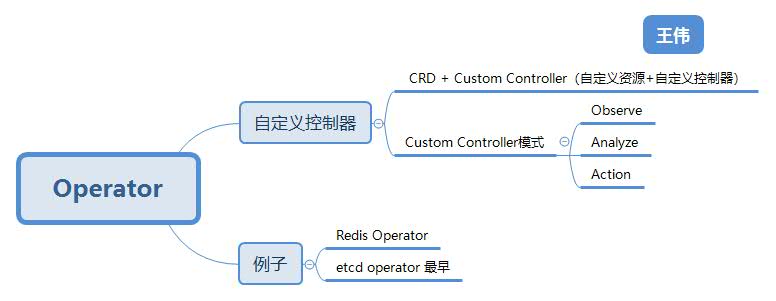 王伟
Operator
自定义控制器
CRD + Custom Controller（自定义资源+自定义控制器）
Custom Controller模式
Observe
Analyze
Action
例子
Redis Operator
etcd operator 最早